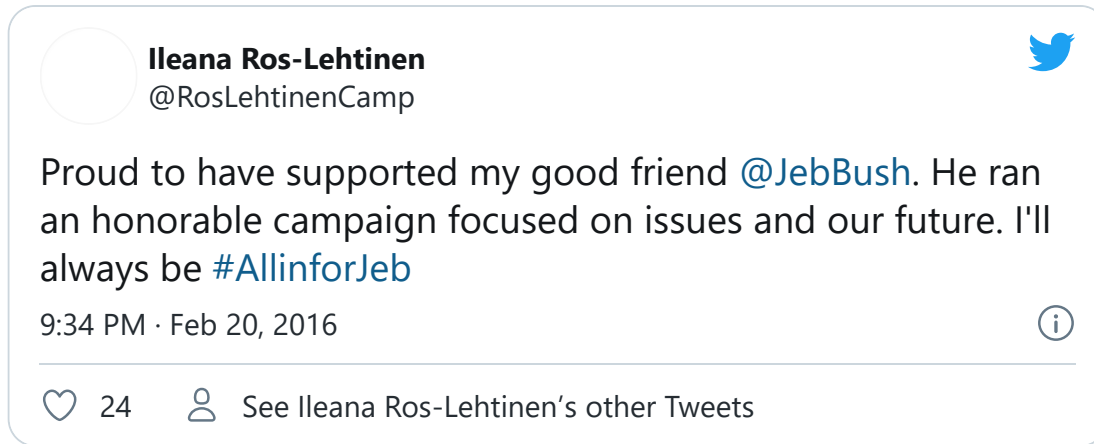 Ileana Ros-Lehtinen
@RosLehtinenCamp
Proud to have supported my good friend @JebBush. He ran
an honorable campaign focused on issues and our future. I'll
always be #AllinforJeb
9:34 PM · Feb 20, 2016
24 See Ileana Ros-Lehtinen’s other Tweets